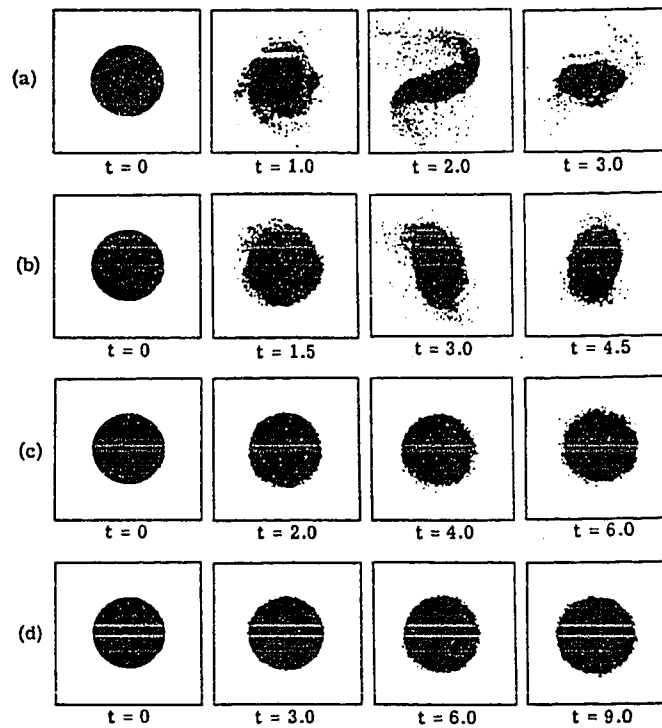 (a)
t = 0 t = 1.0 t = 2.0 t = 3.0
(b)
t = 0 t = 1.5 t = 3.0 t = 4.5
(c)
t = 0 t = 2.0 t = 4.0 t = 6.0
(d)
t = 0 t = 3.0 t = 6.0 t = 9.0